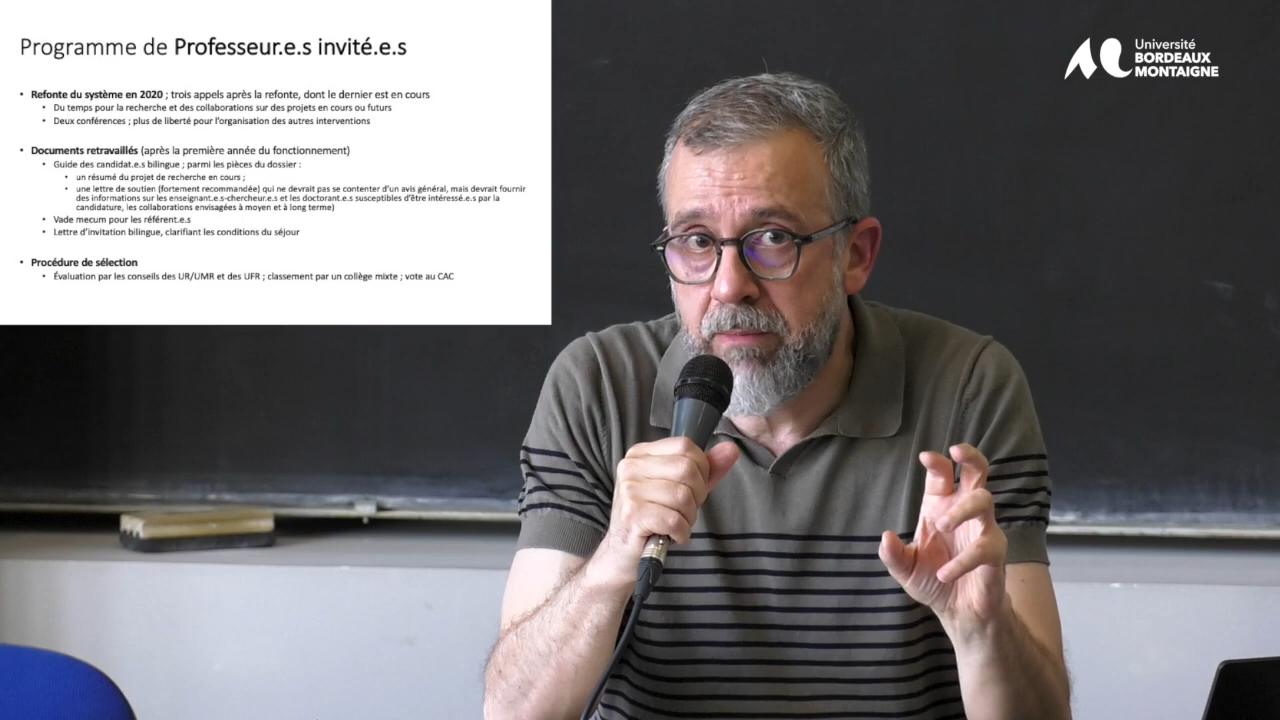 Programme de Professeur.e.s invité.e.s
• Refonte du système en 2020 ; trois appels après la refonte, dont le dernier est en cours
• Du temps pour la recherche et des collaborations sur des projets en cours ou futurs
• Deux conférences ; plus de liberté pour l'organisation des autres interventions
• Documents retravaillés (après la première année du fonctionnement)
• Guide des candidat.e.s bilingue ; parmi les pièces du dossier :
• un résumé du projet de recherche en cours ;
• une lettre de soutien (fortement recommandée) qui ne devrait pas se contenter d'un avis général, mais devrait fournir
des informations sur les enseignant.e.s-chercheur.e.s et les doctorant.e.s susceptibles d'être intéressé.e.s par la
candidature, les collaborations envisagées à moyen et à long terme)
• Vade mecum pour les référent.e.s
• Lettre d'invitation bilingue, clarifiant les conditions du séjour
• Procédure de sélection
• Évaluation par les conseils des UR/UMR et des UFR ; classement par un collège mixte ; vote au CAC
Université
BORDEAUX
MONTAIGNE